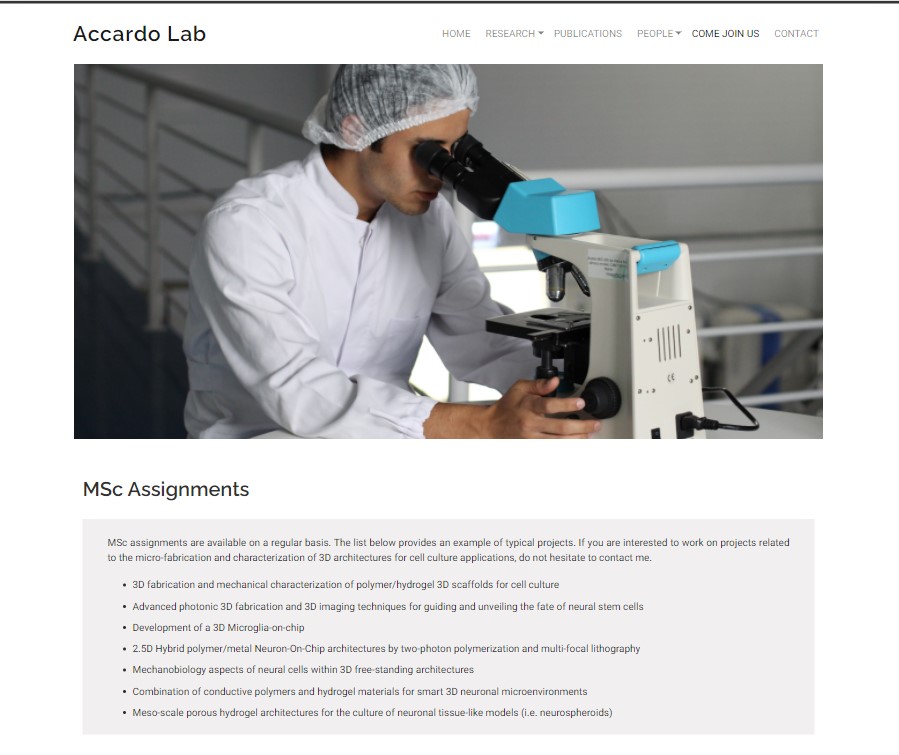 Accardo Lab
HOME RESEARCH PUBLICATIONS PEOPLE COME JOIN US CONTACT
CE
MSc Assignments
MSc assignments are available on a regular basis. The list below provides an example of typical projects. If you are interested to work on projects related
to the micro-fabrication and characterization of 3D architectures for cell culture applications, do not hesitate to contact me.
• 3D fabrication and mechanical characterization of polymer/hydrogel 3D scaffolds for cell culture
• Advanced photonic 3D fabrication and 3D imaging techniques for guiding and unveiling the fate of neural stem cells
• Development of a 3D Microglia-on-chip
• 2.5D Hybrid polymer/metal Neuron-On-Chip architectures by two-photon polymerization and multi-focal lithography
• Mechanobiology aspects of neural cells within 3D free-standing architectures
• Combination of conductive polymers and hydrogel materials for smart 3D neuronal microenvironments
• Meso-scale porous hydrogel architectures for the culture of neuronal tissue-like models (i.e. neurospheroids)